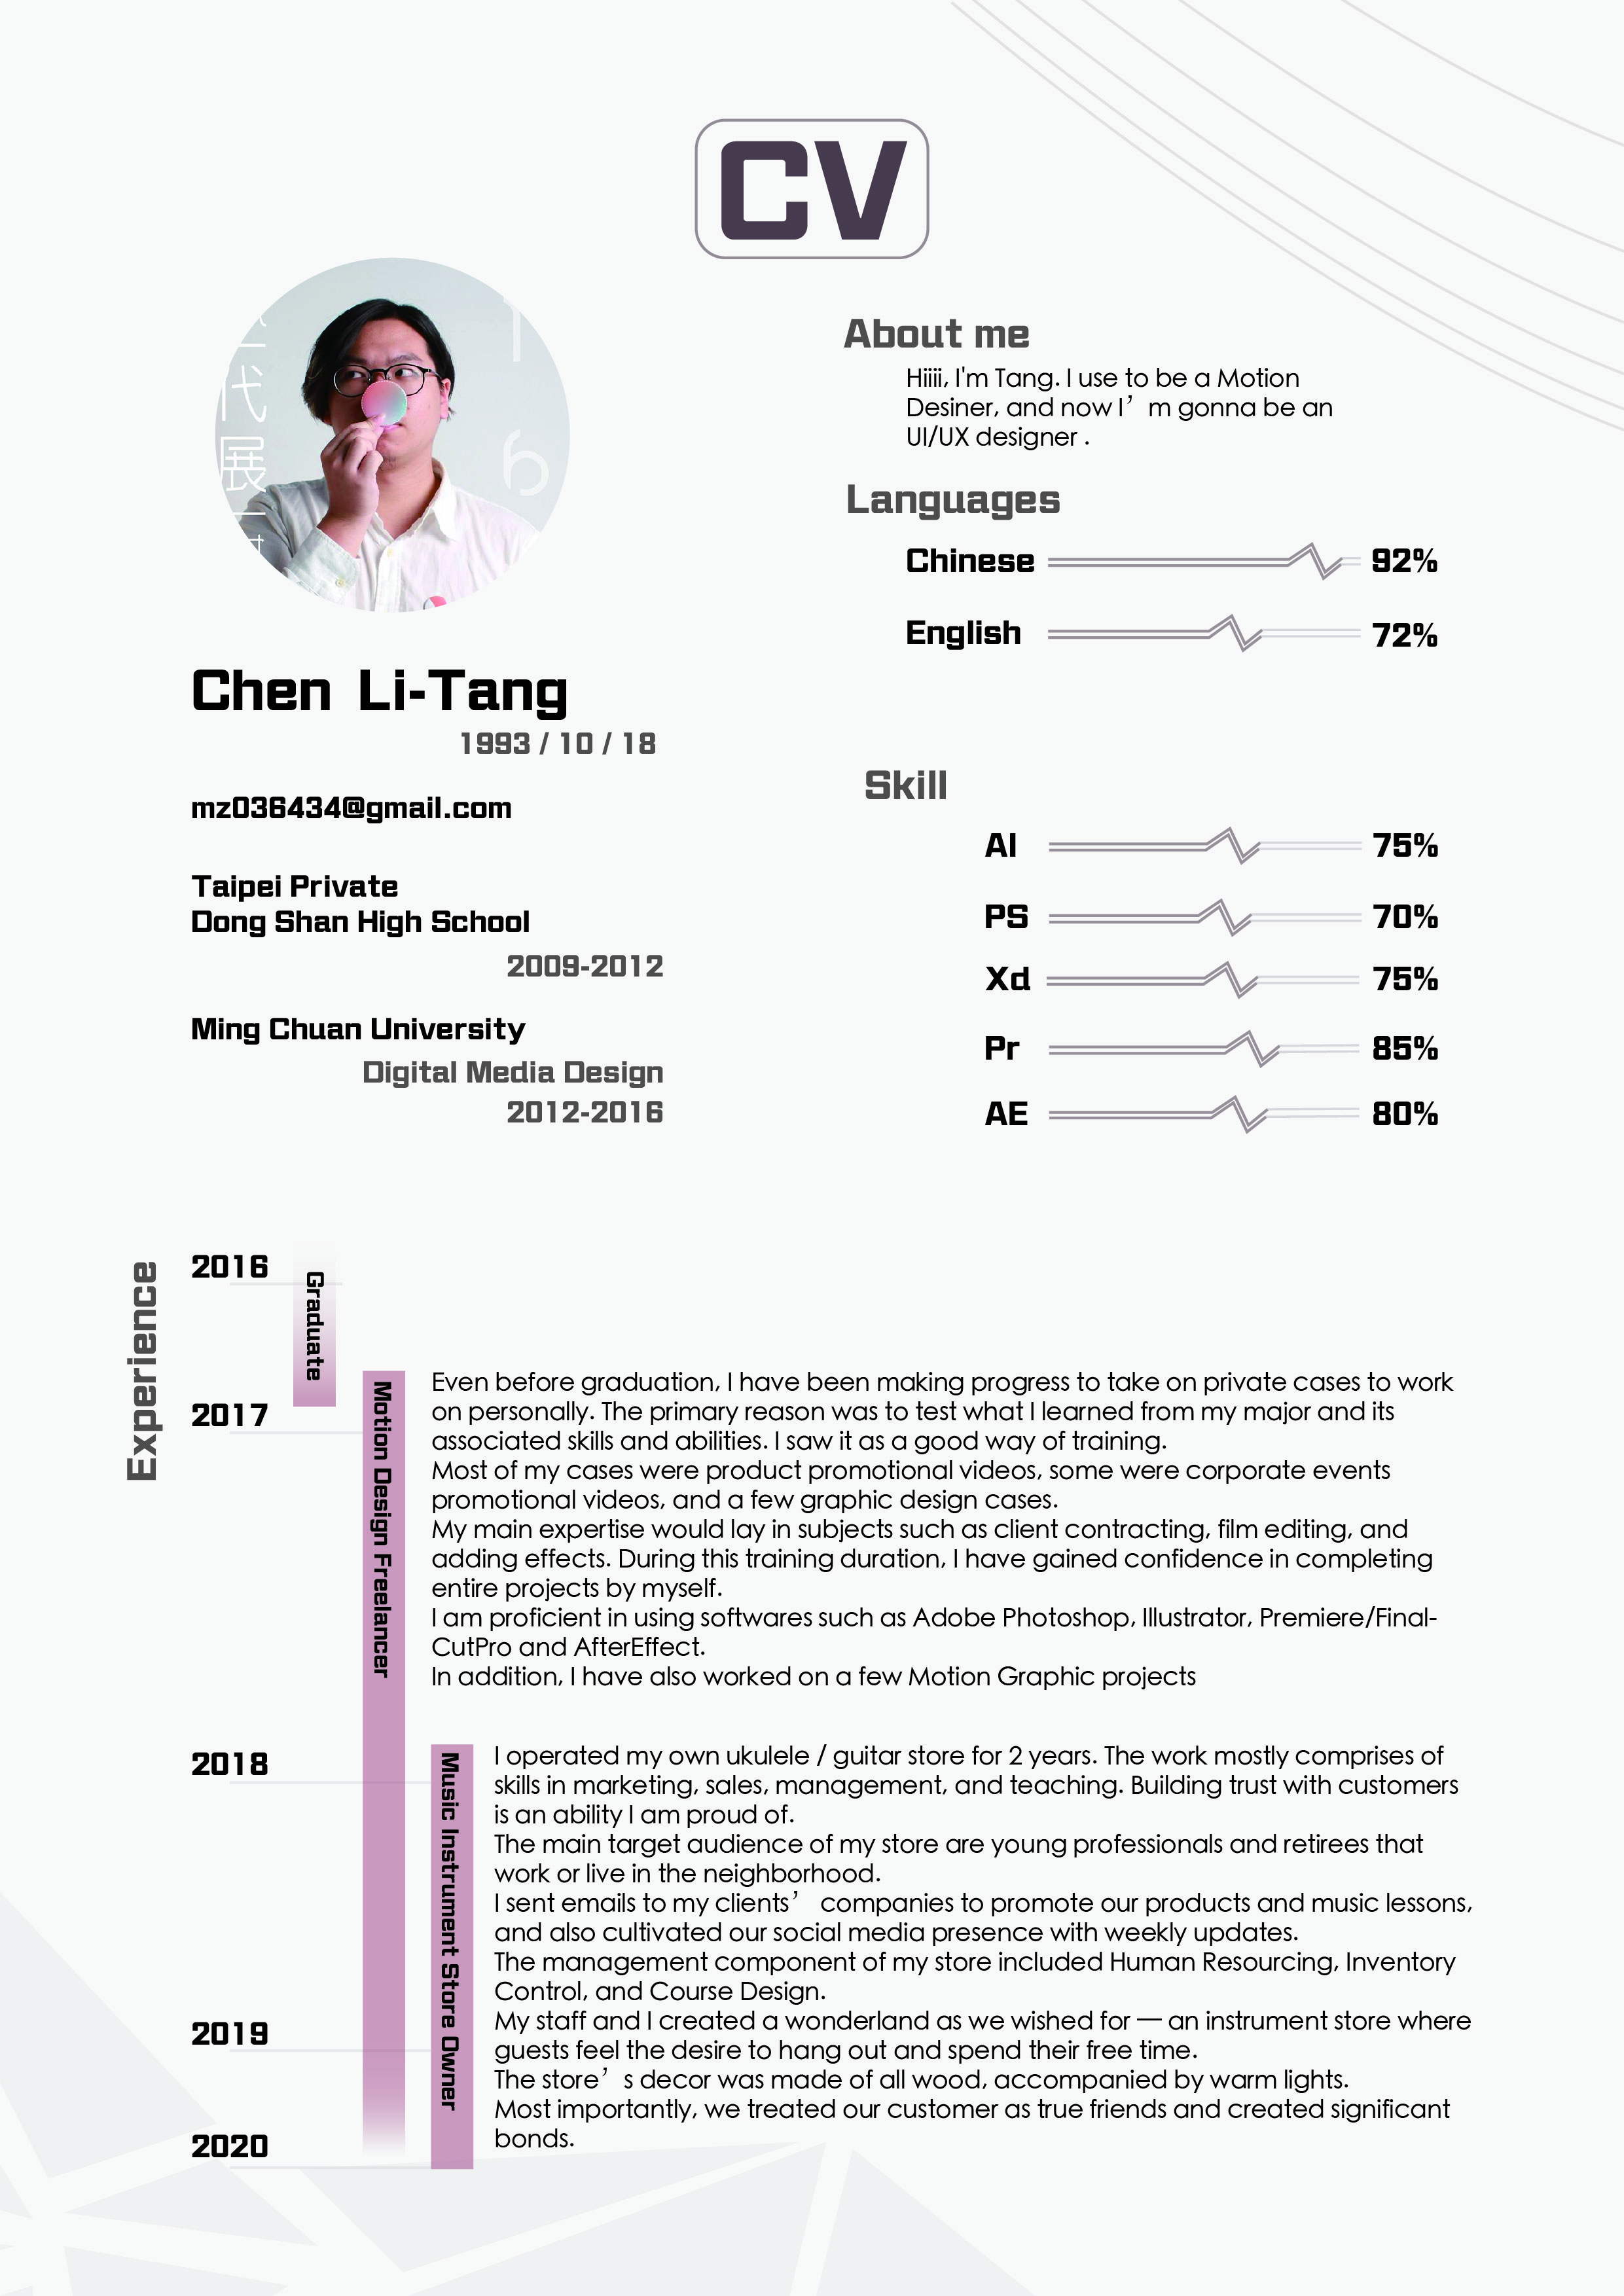 CV
代
展
1
6
Chen Li-Tang
1993 / 10 / 18
mz036434@gmail.com
Taipei Private
Dong Shan High School
2009-2012
Ming Chuan University
Digital Media Design
2012-2016
About me
Hiiii, I'm Tang. I use to be a Motion
Desiner, and now I’ m gonna be an
UI/UX designer .
Languages
Chinese 92%
English 72%
Skill
AI 75%
PS 70%
Xd 75%
Pr 85%
AE 80%
Experience
2016
Graduate
2017
Motion Design Freelancer
Even before graduation, I have been making progress to take on private cases to work
on personally. The primary reason was to test what I learned from my major and its
associated skills and abilities. I saw it as a good way of training.
Most of my cases were product promotional videos, some were corporate events
promotional videos, and a few graphic design cases.
My main expertise would lay in subjects such as client contracting, film editing, and
adding effects. During this training duration, I have gained confidence in completing
entire projects by myself.
I am proficient in using softwares such as Adobe Photoshop, Illustrator, Premiere/Final-
CutPro and AfterEffect.
In addition, I have also worked on a few Motion Graphic projects
2018
Music Instrument Store Owner
I operated my own ukulele / guitar store for 2 years. The work mostly comprises of
skills in marketing, sales, management, and teaching. Building trust with customers
is an ability I am proud of.
The main target audience of my store are young professionals and retirees that
work or live in the neighborhood.
I sent emails to my clients’ companies to promote our products and music lessons,
and also cultivated our social media presence with weekly updates.
The management component of my store included Human Resourcing, Inventory
Control, and Course Design.
My staff and I created a wonderland as we wished for — an instrument store where
guests feel the desire to hang out and spend their free time.
The store’ s decor was made of all wood, accompanied by warm lights.
Most importantly, we treated our customer as true friends and created significant
bonds.
2019
2020